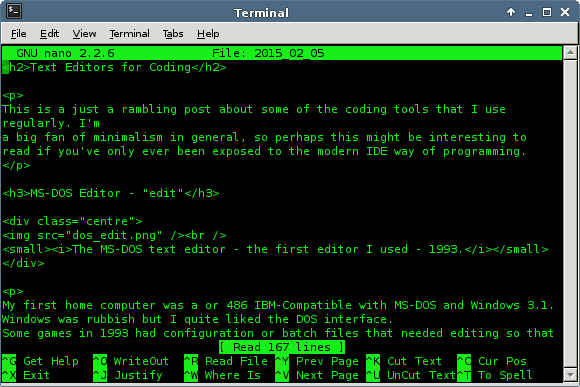 Terminal
File Edit View Terminal Tabs Help
GNU nano 2.2.6 File: 2015_02_05
<h2>Text Editors for Coding</h2>
<p>
This is a just a rambling post about some of the coding tools that I use
regularly. I'm
a big fan of minimalism in general, so perhaps this might be interesting to
read if you've only ever been exposed to the modern IDE way of programming.
</p>
<h3>MS-DOS Editor - "edit"</h3>
<div class="centre">
<img src="dos_edit.png" /><br />
<small><i>The MS-DOS text editor - the first editor I used - 1993.</i></small>
</div>
<p>
My first home computer was a or 486 IBM-Compatible with MS-DOS and Windows 3.1.
Windows was rubbish but I quite liked the DOS interface.
Some games in 1993 had configuration or batch files that needed editing so that
[ Read 167 lines ]
^G Get Help ^O WriteOut ^R Read File ^Y Prev Page ^K Cut Text ^C Cur Pos
^X Exit ^J Justify ^W Where Is ^V Next Page ^U UnCut Text ^T To Spell